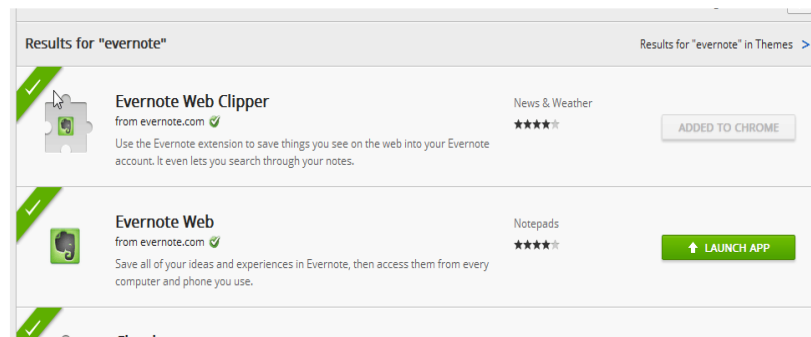 Results for "evernote"
Results for "evernote" in Themes >
Evernote Web Clipper
from evernote.com
Use the Evernote extension to save things you see on the web into your Evernote
account. It even lets you search through your notes.
News & Weather
ADDED TO CHROME
Evernote Web
from evernote.com
Save all of your ideas and experiences in Evernote, then access them from every
computer and phone you use.
Notepads
LAUNCH APP